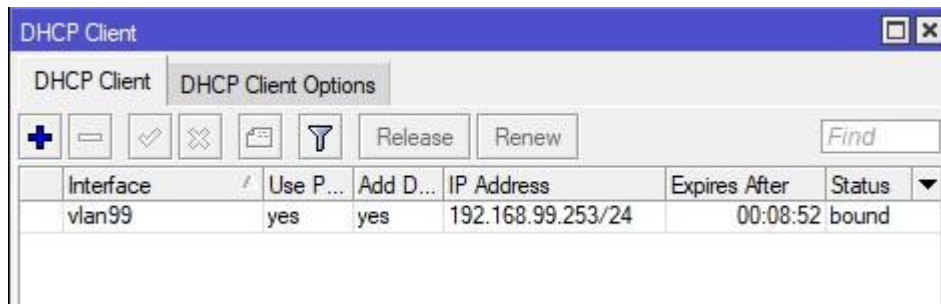 DHCP Client
DHCP Client DHCP Client Options
Release Renew Find
Interface Use P... Add D... IP Address Expires After Status
vlan99 yes yes 192.168.99.253/24 00:08:52 bound